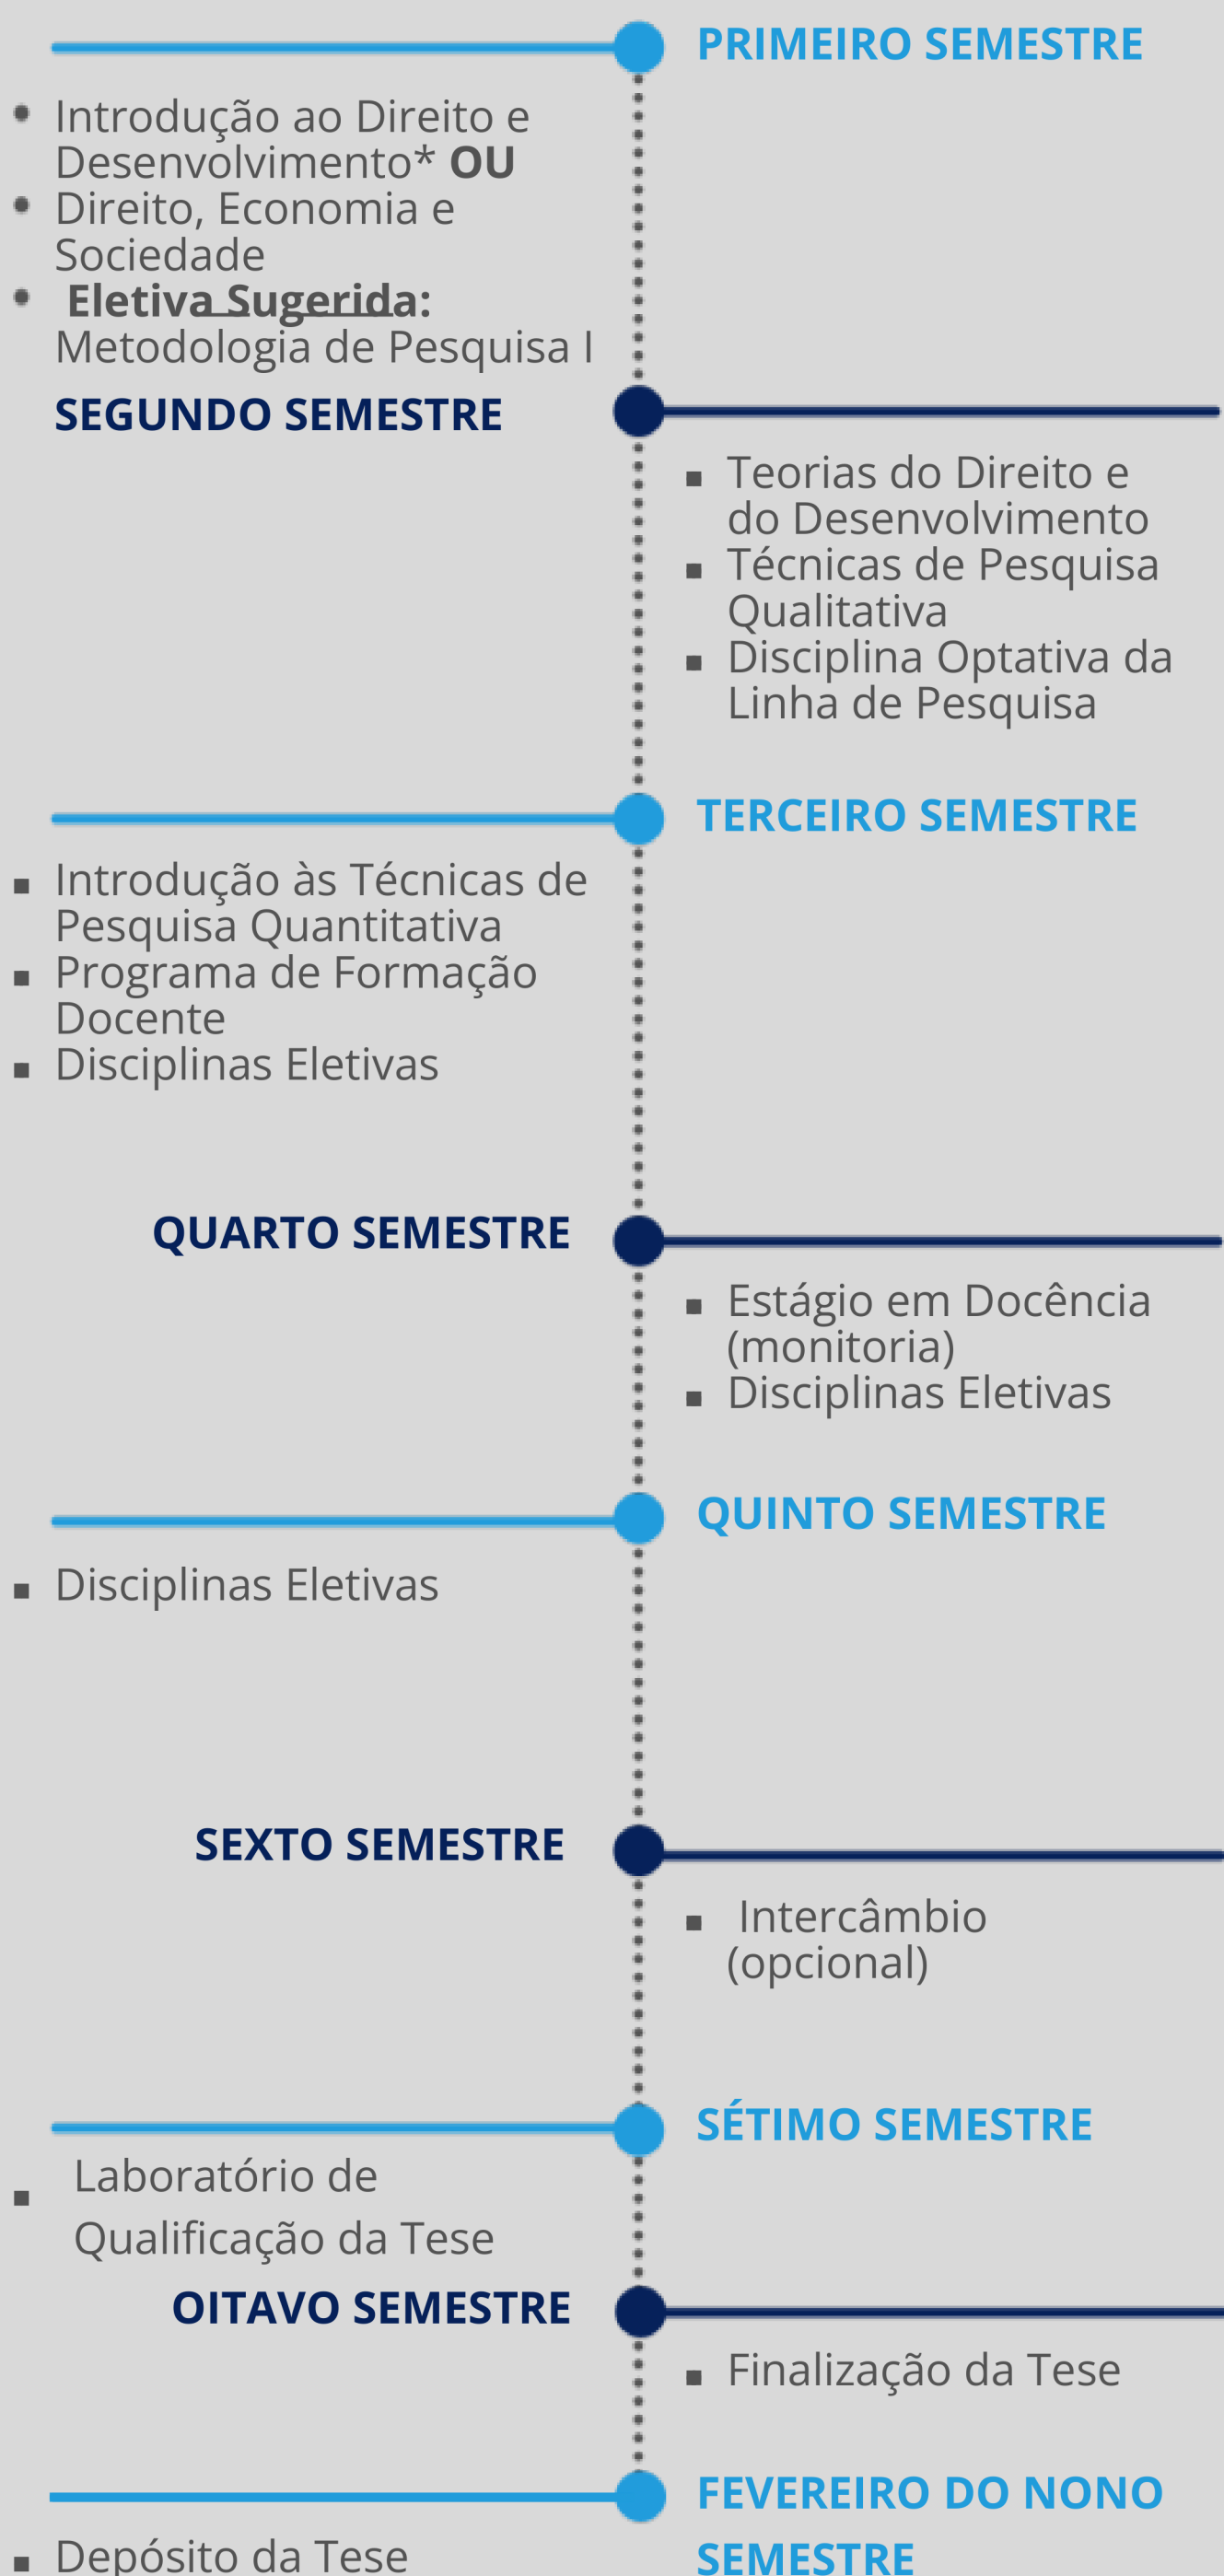 PRIMEIRO SEMESTRE
• Introdução ao Direito e
Desenvolvimento* OU
• Direito, Economia e
Sociedade
• Eletiva Sugerida:
Metodologia de Pesquisa I
SEGUNDO SEMESTRE
▪ Teorias do Direito e
do Desenvolvimento
▪ Técnicas de Pesquisa
Qualitativa
▪ Disciplina Optativa da
Linha de Pesquisa
TERCEIRO SEMESTRE
▪ Introdução às Técnicas de
Pesquisa Quantitativa
▪ Programa de Formação
Docente
▪ Disciplinas Eletivas
QUARTO SEMESTRE
▪ Estágio em Docência
(monitoria)
▪ Disciplinas Eletivas
QUINTO SEMESTRE
▪ Disciplinas Eletivas
SEXTO SEMESTRE
▪ Intercâmbio
(opcional)
SÉTIMO SEMESTRE
▪ Laboratório de
Qualificação da Tese
OITAVO SEMESTRE
▪ Finalização da Tese
FEVEREIRO DO NONO
SEMESTRE
▪ Depósito da Tese